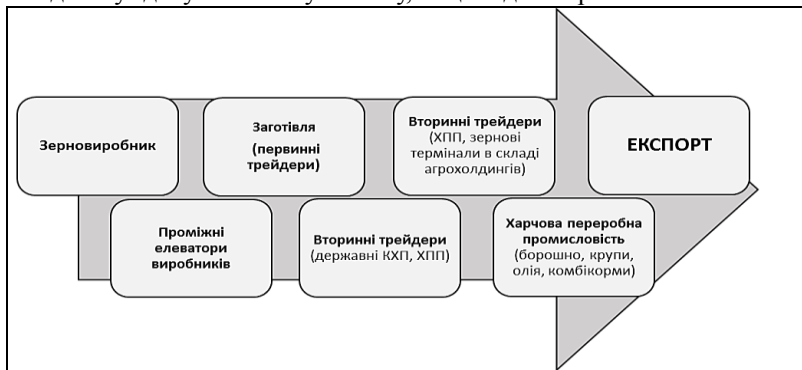 Зерновиробник
Заготівля
(первинні
трейдери)
Вторинні трейдери
(ХПП, зернові
термінали в складі
агрохолдингів)
ЕКСПОРТ
Проміжні
елеватори
виробників
Вторинні трейдери
(державні КХП, ХПП)
Харчова переробна
промисловість
(борошно, крупи,
олія, комбікорми)